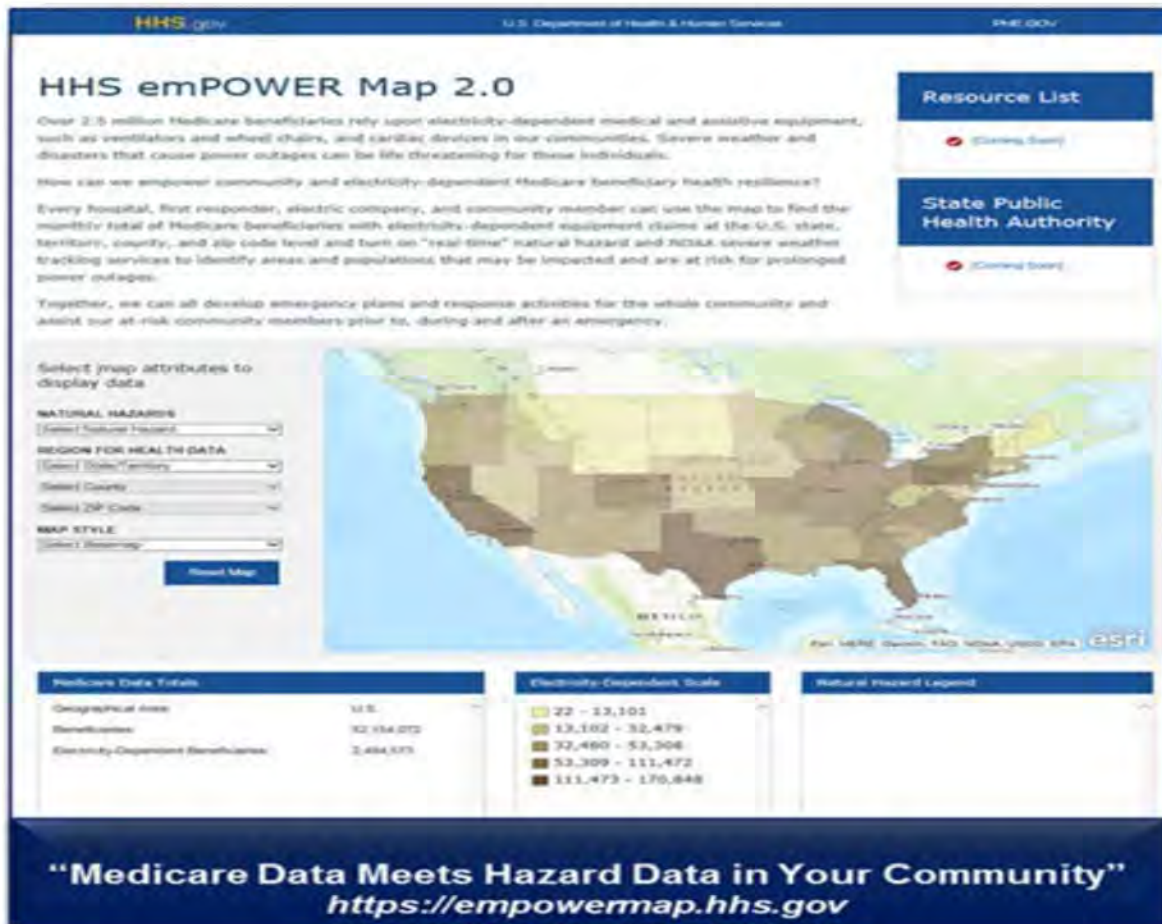 HHS.gov
U.S. Department of Health & Human Services
PHE.GOV
HHS emPOWER Map 2.0
Over 2.5 million Medicare beneficiaries rely upon electricity-dependent medical and assistive equipment,
such as ventilators and wheel chairs, and cardiac devices in our communities. Severe weather and
disasters that cause power outages can be life threatening for these individuals.
How can we empower community and electricity-dependent Medicare beneficiary health resilience?
Every hospital, first responder, electric company, and community member can use the map to find the
monthly total of Medicare beneficiaries with electricity-dependent equipment claims at the U.S. state,
territory, county, and zip code level and turn on "real-time" natural hazard and NOAA severe weather
tracking services to identify areas and populations that may be impacted and are at risk for prolonged
power outages.
Together, we can all develop emergency plans and response activities for the whole community and
assist our at-risk community members prior to, during and after an emergency.
Resource List
(Coming Soon)
State Public
Health Authority
(Coming Soon)
Select map attributes to
display data
NATURAL HAZARDS
Select Natural Hazard
REGION FOR HEALTH DATA
Select State/Territory
Select County
Select ZIP Code
MAP STYLE
Select Basemap
Reset Map
MEXICO
esri
Medicare Data Totals
Geographical Area: U.S.
Beneficiaries:
Electricity-Dependent Beneficiaries:
Electricity-Dependent Scale
22 - 13,101
13,102 - 32,479
32,480 - 53,308
53,309 - 111,472
111,473 - 170,848
Natural Hazard Legend
“Medicare Data Meets Hazard Data in Your Community”
https://empowermap.hhs.gov